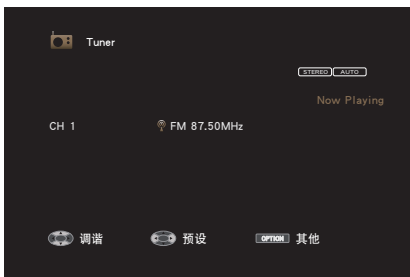 Tuner
STEREO AUTO
Now Playing
CH 1 FM 87.50MHz
调谐 预设 OPTION 其他